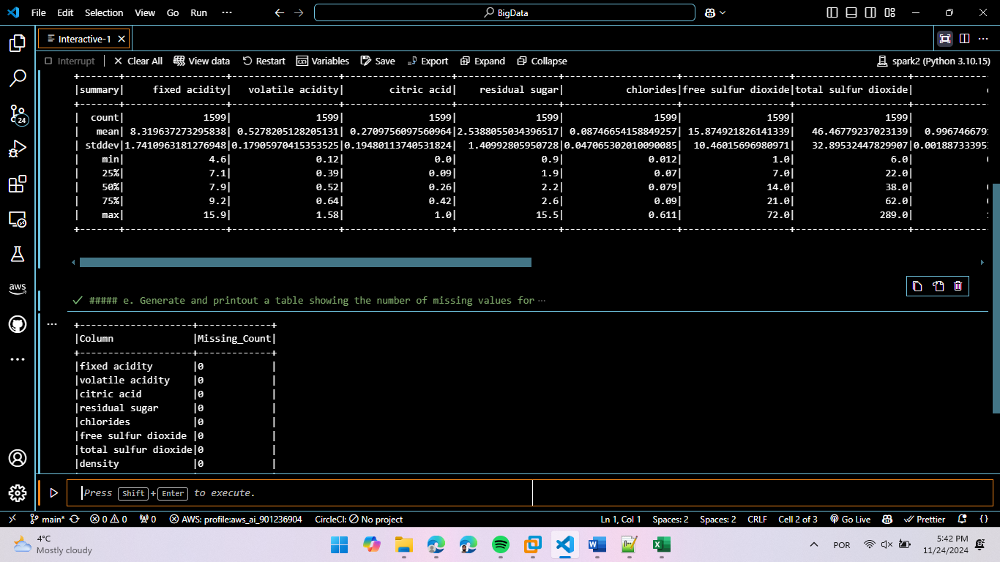 File Edit Selection View Go Run ··· BigData
Interactive-1
Interrupt Clear All View data Restart Variables Save Export Expand Collapse spark2 (Python 3.10.15)
+-------+------------------+-------------------+-------------------+------------------+--------------------+-------------------+--------------------+-------------
|summary| fixed acidity| volatile acidity| citric acid| residual sugar| chlorides|free sulfur dioxide|total sulfur dioxide|
+-------+------------------+-------------------+-------------------+------------------+--------------------+-------------------+--------------------+-------------
| count| 1599| 1599| 1599| 1599| 1599| 1599| 1599|
| mean| 8.319637273295838| 0.5278205128205131| 0.2709756097560964|2.5388055034396517| 0.08746654158849257| 15.874921826141339| 46.46779237023139| 0.996746679
| stddev|1.7410963181276948| 0.17905970415353525| 0.19480113740531824| 1.40992805950728|0.047065302010090085| 10.46015696980971| 32.89532447829907|0.00188733395
| min| 4.6| 0.12| 0.0| 0.9| 0.012| 1.0| 6.0|
| 25%| 7.1| 0.39| 0.09| 1.9| 0.07| 7.0| 22.0|
| 50%| 7.9| 0.52| 0.26| 2.2| 0.079| 14.0| 38.0|
| 75%| 9.2| 0.64| 0.42| 2.6| 0.09| 21.0| 62.0|
| max| 15.9| 1.58| 1.0| 15.5| 0.611| 72.0| 289.0|
+-------+------------------+-------------------+-------------------+------------------+--------------------+-------------------+--------------------+-------------
##### e. Generate and printout a table showing the number of missing values for ···
+--------------------+-------------+
|Column |Missing_Count|
+--------------------+-------------+
|fixed acidity |0 |
|volatile acidity |0 |
|citric acid |0 |
|residual sugar |0 |
|chlorides |0 |
|free sulfur dioxide |0 |
|total sulfur dioxide|0 |
|density |0 |
Press Shift + Enter to execute.
24
aws
main* 0 0 0 AWS: profile:aws_ai_901236904 CircleCI: No project Ln 1, Col 1 Spaces: 2 Spaces: 2 CRLF Cell 2 of 3 Go Live Prettier {}
4°C
Mostly cloudy
POR
5:42 PM
11/24/2024